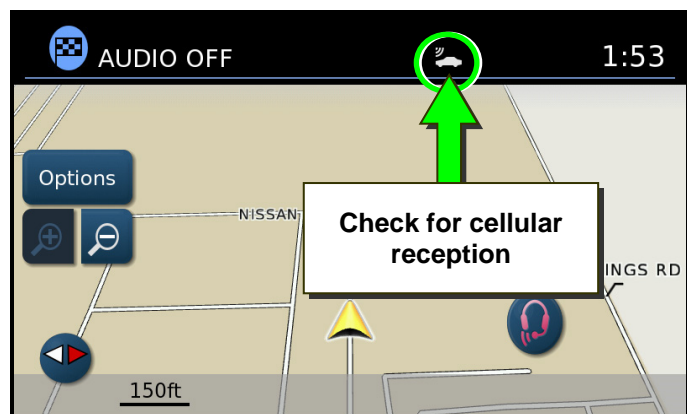 AUDIO OFF
1:53
Options
NISSAN
Check for cellular
reception
INGS RD
150ft